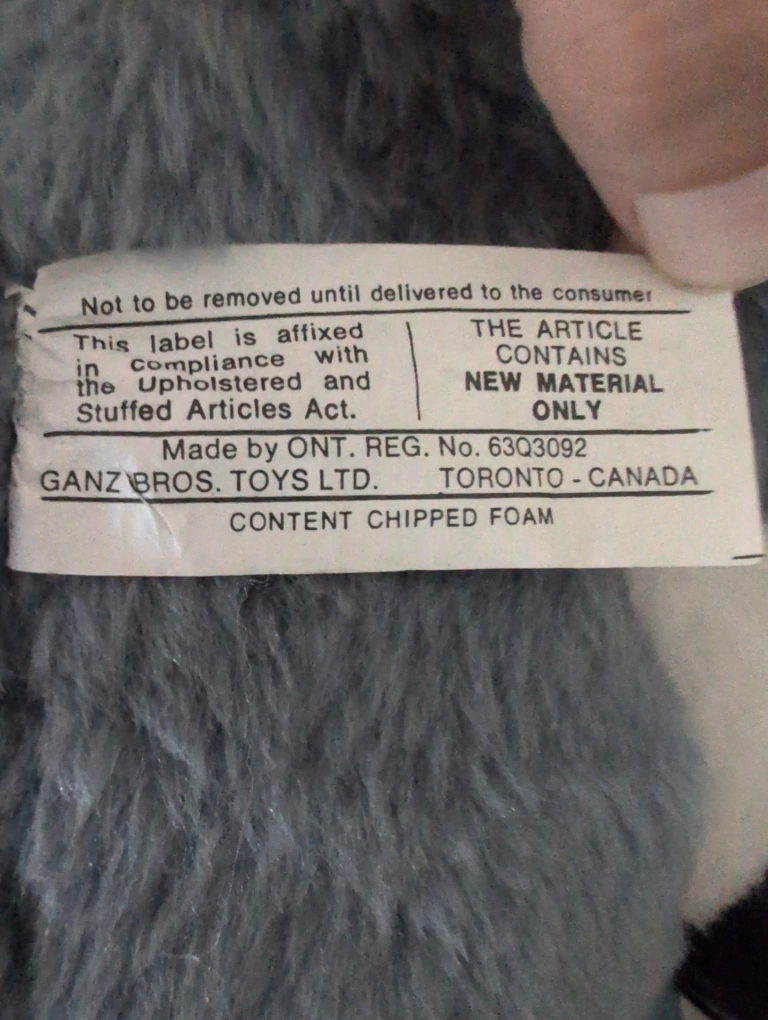 Not to be removed until delivered to the consumer
This label is affixed
in compliance with
the Upholstered and
Stuffed Articles Act.
THE ARTICLE
CONTAINS
NEW MATERIAL
ONLY
Made by ONT. REG. No. 63Q3092
GANZ BROS. TOYS LTD. TORONTO - CANADA
CONTENT CHIPPED FOAM